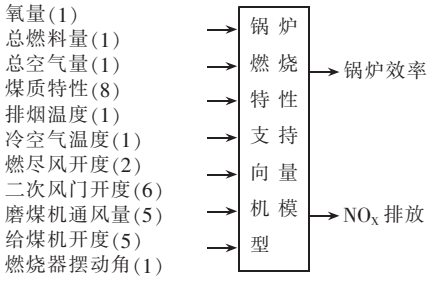 氧量(1)
总燃料量(1)
总空气量(1)
煤质特性(8)
排烟温度(1)
冷空气温度(1)
燃尽风开度(2)
二次风门开度(6)
磨煤机通风量(5)
给煤机开度(5)
燃烧器摆动角(1)
锅炉
燃烧
特性
支持
向量
机模
型
锅炉效率
NOx排放